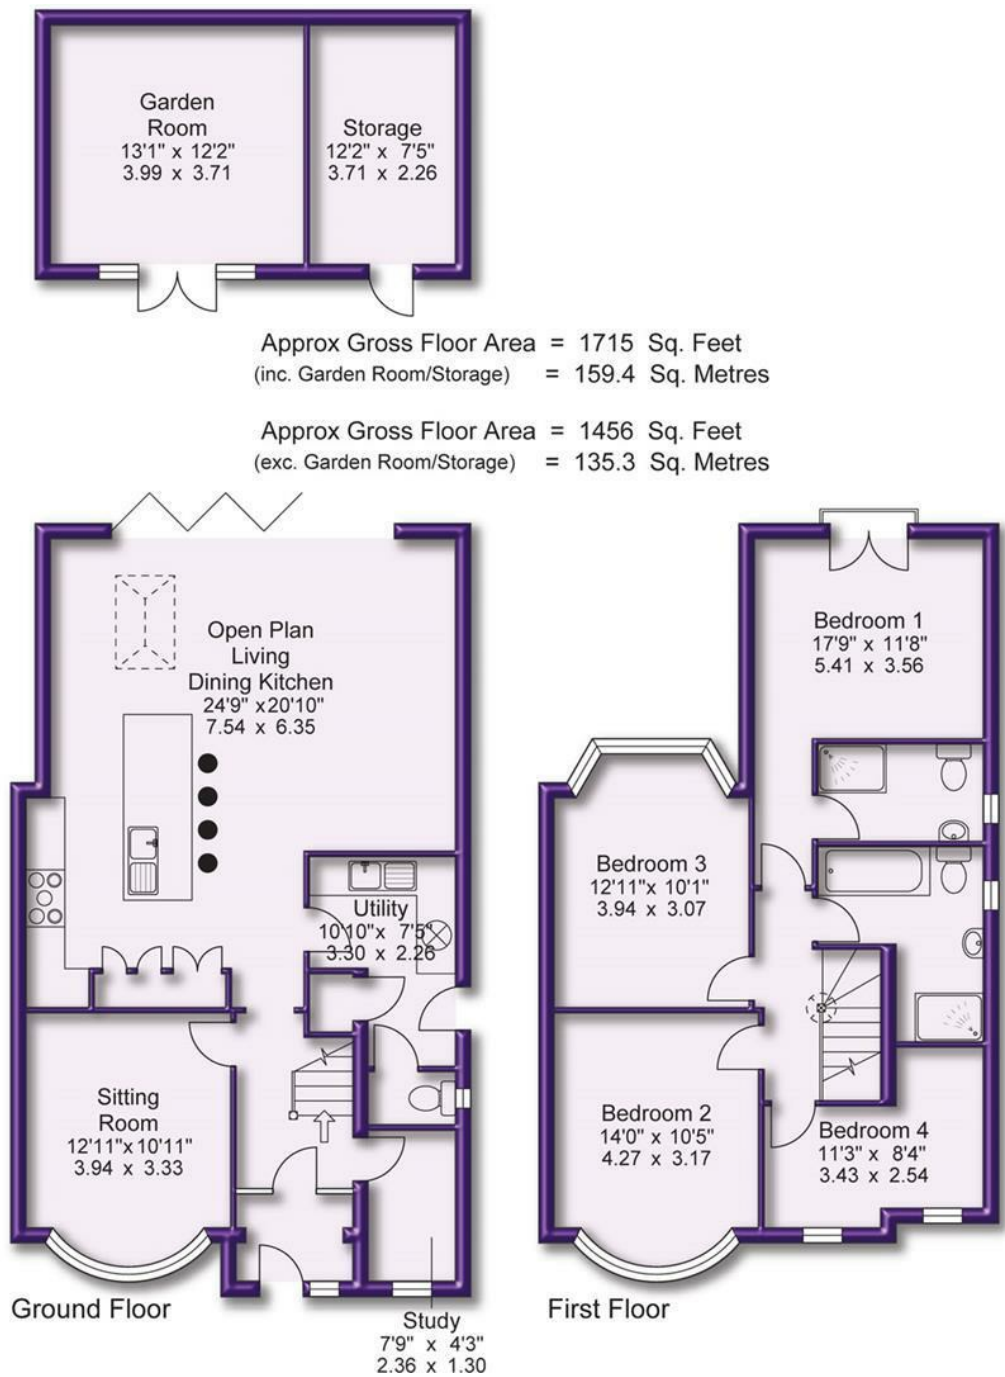 Garden
Room
13'1" x 12'2"
3.99 x 3.71
Storage
12'2" x 7'5"
3.71 x 2.26
Approx Gross Floor Area = 1715 Sq. Feet
(inc. Garden Room/Storage) = 159.4 Sq. Metres
Approx Gross Floor Area = 1456 Sq. Feet
(exc. Garden Room/Storage) = 135.3 Sq. Metres
Open Plan
Living
Dining Kitchen
24'9" x20'10"
7.54 x 6.35
Utility
10'10"x 7'5"
3.30 x 2.26
Sitting
Room
12'11"x 10'11"
3.94 x 3.33
Study
7'9" x 4'3"
2.36 x 1.30
Ground Floor
Bedroom 1
17'9" x 11'8"
5.41 x 3.56
Bedroom 3
12'11"x 10'1"
3.94 x 3.07
Bedroom 2
14'0" x 10'5"
4.27 x 3.17
Bedroom 4
11'3" x 8'4"
3.43 x 2.54
First Floor